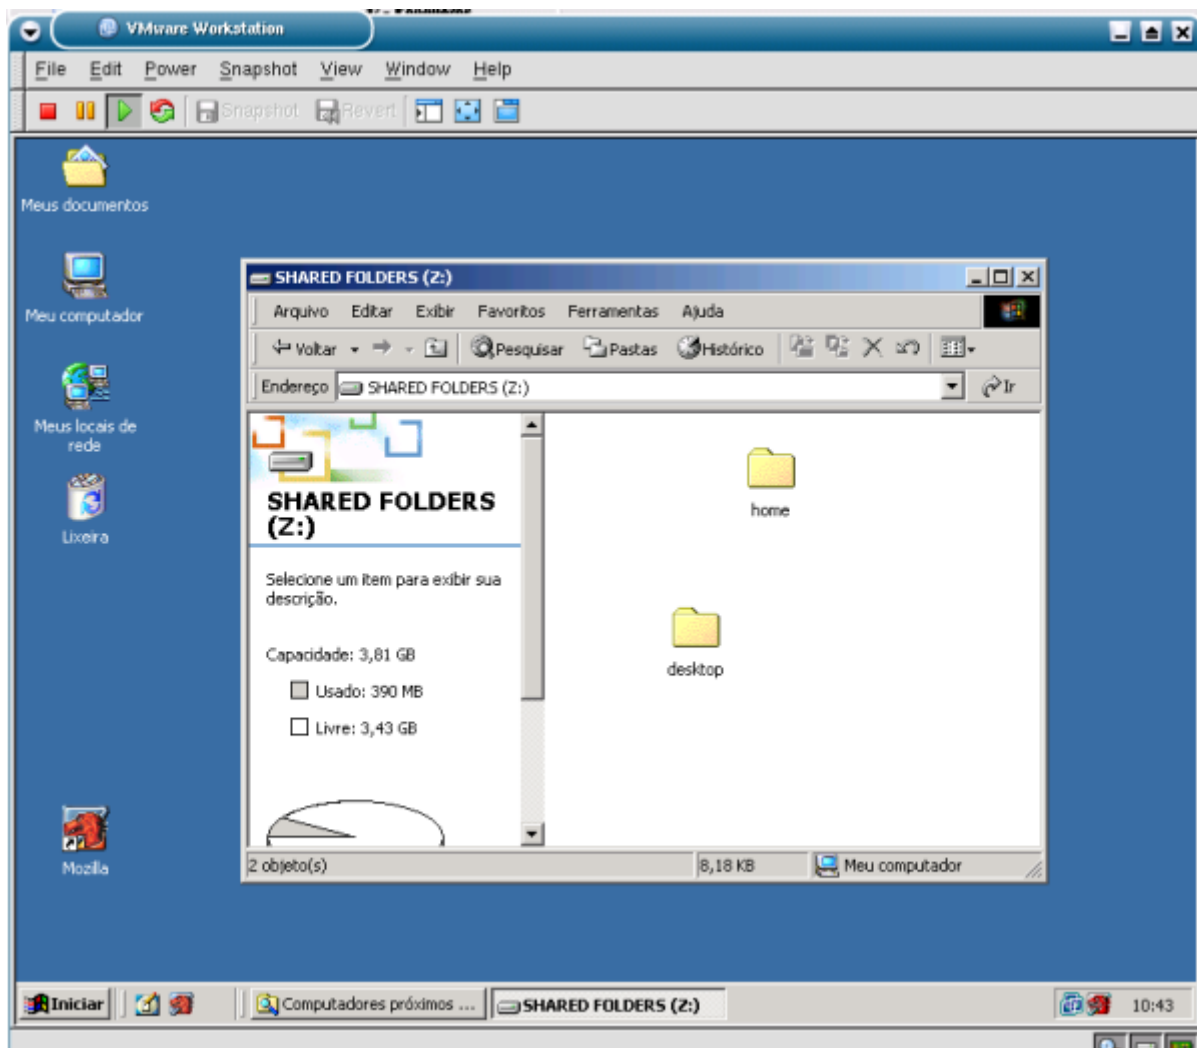 VMware Workstation
File Edit Power Snapshot View Window Help
Snapshot Revert
Meus documentos
Meu computador
Meus locais de
rede
Lixeira
Mozilla
SHARED FOLDERS (Z:)
Arquivo Editar Exibir Favoritos Ferramentas Ajuda
Voltar Pesquisar Pastas Histórico
Endereço SHARED FOLDERS (Z:) Ir
SHARED FOLDERS
(Z:)
Selecione um item para exibir sua
descrição.
Capacidade: 3,81 GB
Usado: 390 MB
Livre: 3,43 GB
home
desktop
2 objeto(s) 8,18 KB Meu computador
Iniciar Computadores próximos ... SHARED FOLDERS (Z:) 10:43